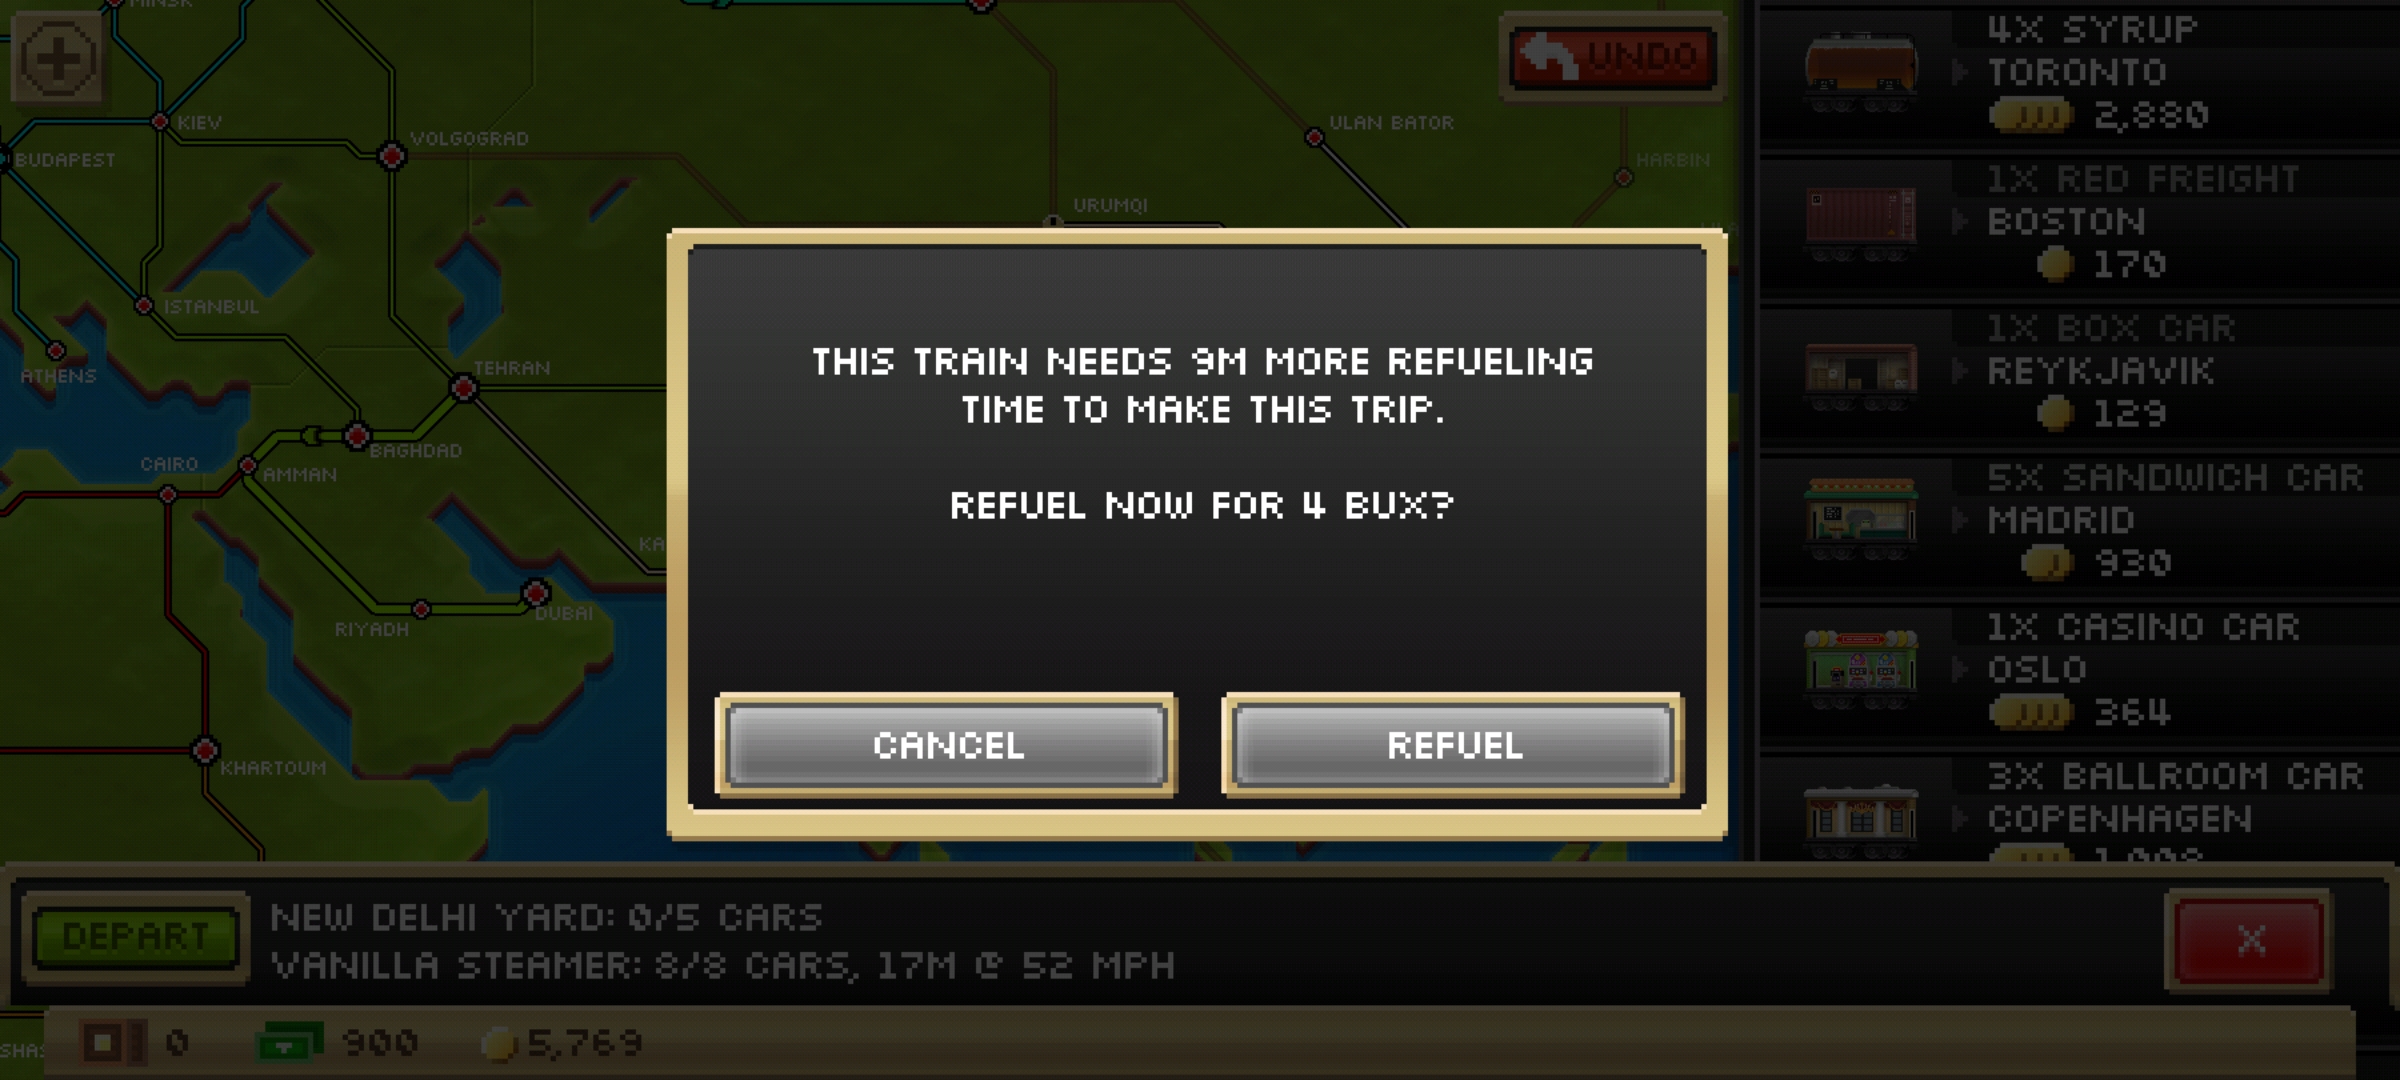 MINSK
KIEV
BUDAPEST
VOLGOGRAD
ISTANBUL
ATHENS
TEHRAN
CAIRO
BAGHDAD
AMMAN
RIYADH
DUBAI
KHARTOUM
KA
URUMQI
ULAN BATOR
HARBIN
UNDO
4X SYRUP
TORONTO
2,880
1X RED FREIGHT
BOSTON
170
1X BOX CAR
REYKJAVIK
129
5X SANDWICH CAR
MADRID
930
1X CASINO CAR
OSLO
364
3X BALLROOM CAR
COPENHAGEN
THIS TRAIN NEEDS 9M MORE REFUELING
TIME TO MAKE THIS TRIP.
REFUEL NOW FOR 4 BUX?
CANCEL
REFUEL
DEPART
NEW DELHI YARD: 0/5 CARS
VANILLA STEAMER: 8/8 CARS, 17M @ 52 MPH
X
0
900
5,769